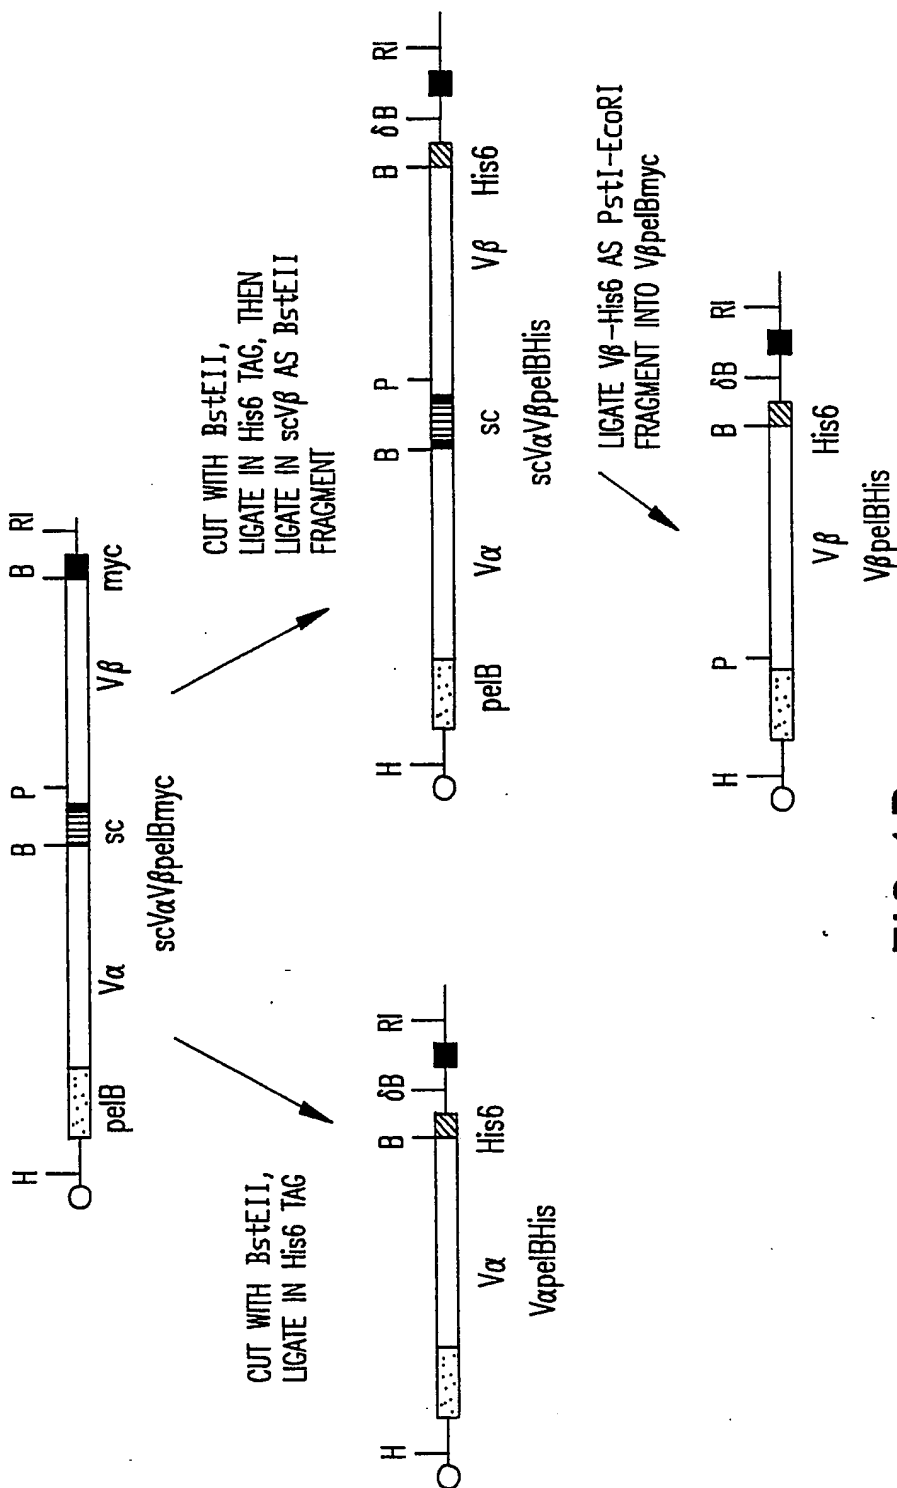 H B P B RI
pelB Vα sc Vβ myc
scVαVβpelBmyc
CUT WITH BstEII,
LIGATE IN His6 TAG
CUT WITH BstEII,
LIGATE IN His6 TAG, THEN
LIGATE IN scVβ AS BstEII
FRAGMENT
H B δB RI
Vα His6
VαpelBHis
H B P B δB RI
pelB Vα sc Vβ His6
scVαVβpelBHis
LIGATE Vβ-His6 AS PstI-EcoRI
FRAGMENT INTO VβpelBmyc
H P B δB RI
Vβ His6
VβpelBHis